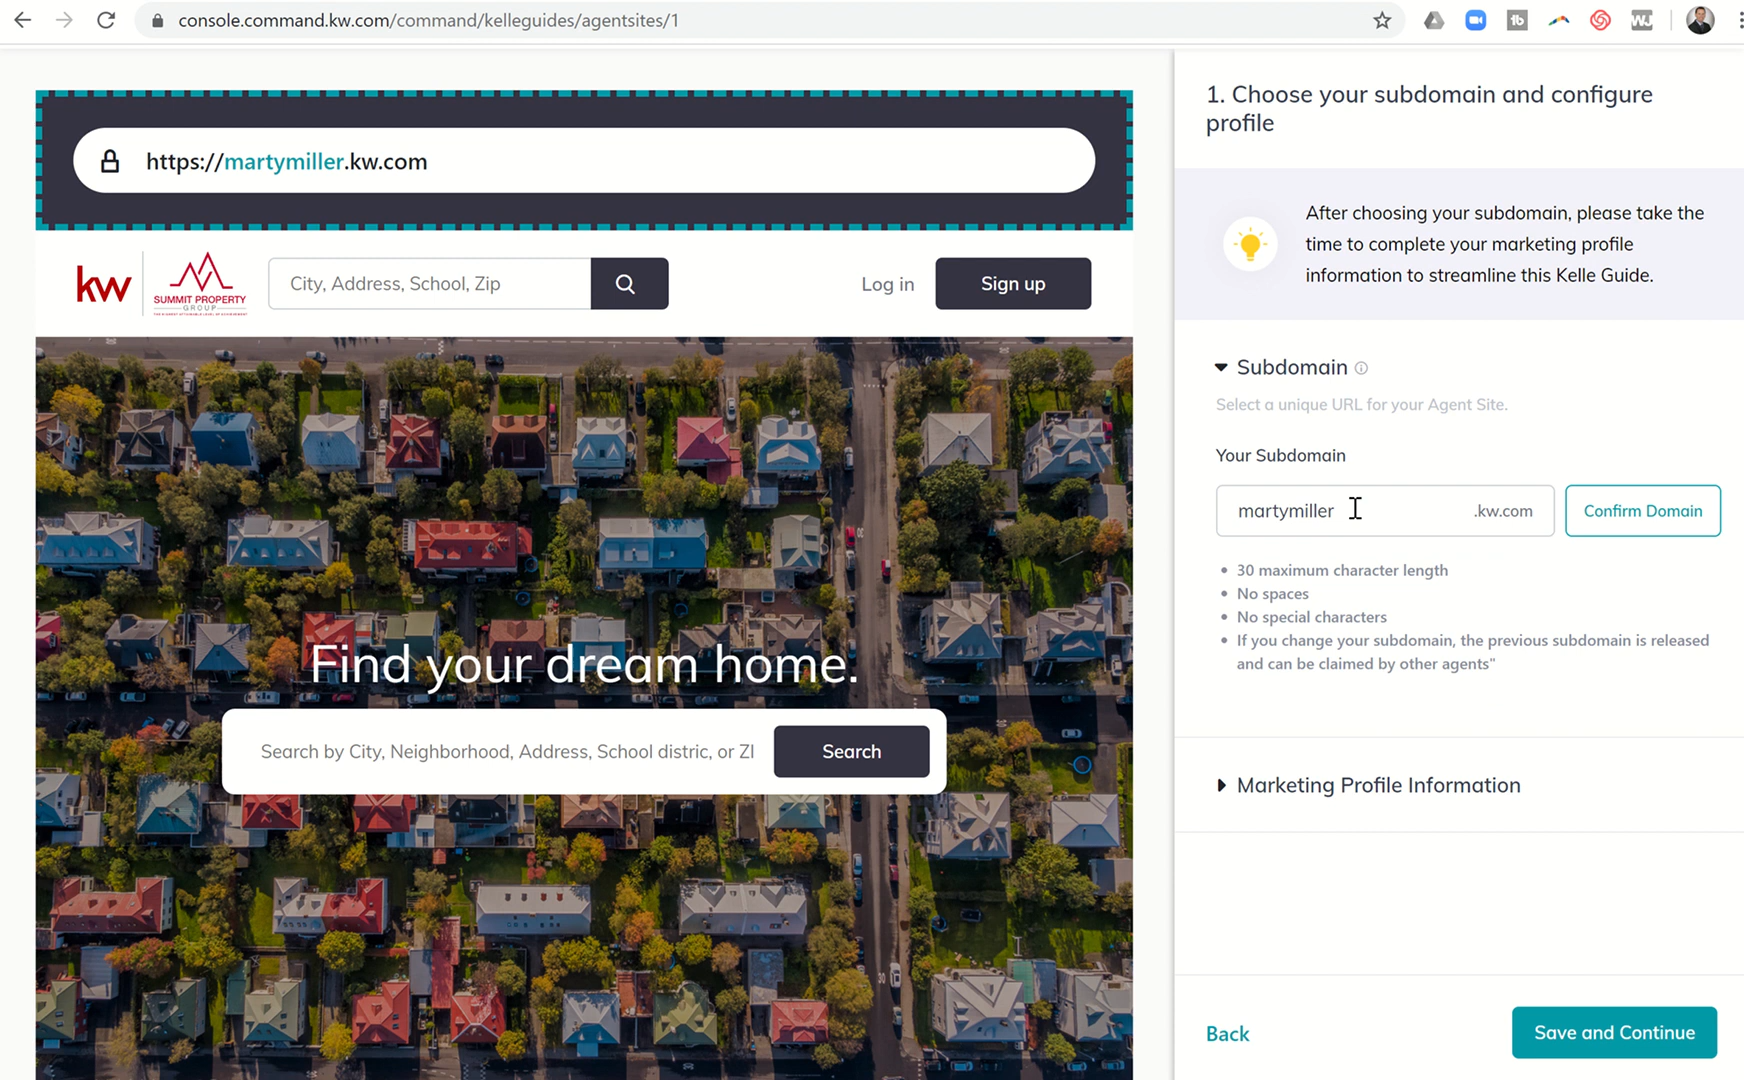 console.command.kw.com/command/kelleguides/agentsites/1
https://martymiller.kw.com
kw
SUMMIT PROPERTY
GROUP
City, Address, School, Zip
Log in
Sign up
Find your dream home.
Search by City, Neighborhood, Address, School distric, or ZI
Search
1. Choose your subdomain and configure
profile
After choosing your subdomain, please take the
time to complete your marketing profile
information to streamline this Kelle Guide.
Subdomain
Select a unique URL for your Agent Site.
Your Subdomain
martymiller .kw.com
Confirm Domain
• 30 maximum character length
• No spaces
• No special characters
• If you change your subdomain, the previous subdomain is released
and can be claimed by other agents"
Marketing Profile Information
Back
Save and Continue